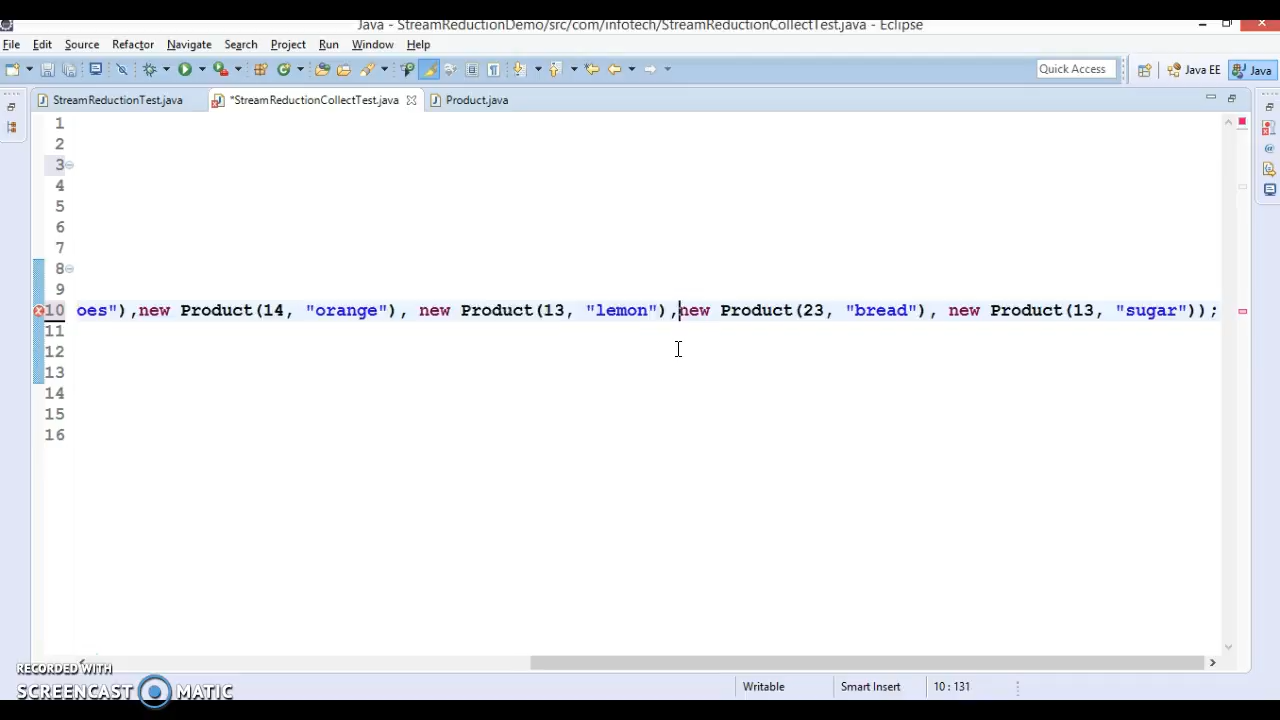 Java - StreamReductionDemo/src/com/infotech/StreamReductionCollectTest.java - Eclipse
File Edit Source Refactor Navigate Search Project Run Window Help
Quick Access Java EE Java
StreamReductionTest.java *StreamReductionCollectTest.java Product.java
1
2
3
4
5
6
7
8
9
10 oes"),new Product(14, "orange"), new Product(13, "lemon"),new Product(23, "bread"), new Product(13, "sugar"));
11
12
13
14
15
16
RECORDED WITH
SCREENCAST MATIC
Writable Smart Insert 10 : 131